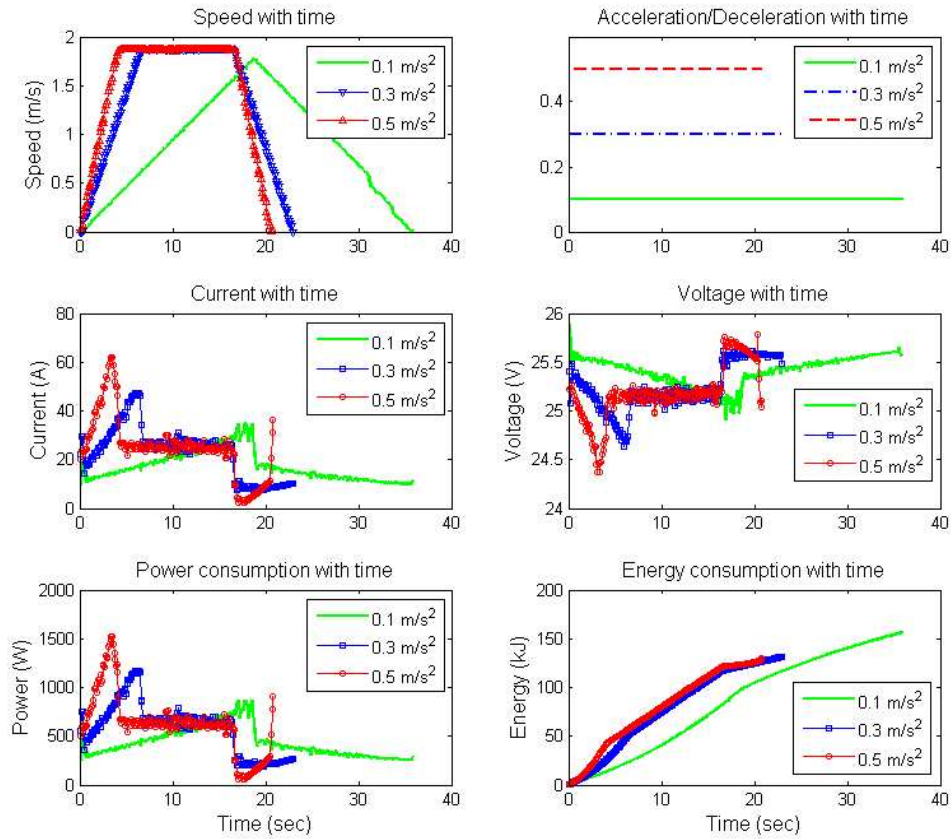 Speed with time
Speed (m/s)
2
1.5
1
0.5
0
0 10 20 30 40
0.1 m/s²
0.3 m/s²
0.5 m/s²
Acceleration/Deceleration with time
0.4
0.2
0
0 10 20 30 40
0.1 m/s²
0.3 m/s²
0.5 m/s²
Current with time
Current (A)
80
60
40
20
0
0 10 20 30 40
0.1 m/s²
0.3 m/s²
0.5 m/s²
Voltage with time
Voltage (V)
26
25.5
25
24.5
24
0 10 20 30 40
0.1 m/s²
0.3 m/s²
0.5 m/s²
Power consumption with time
Power (W)
2000
1500
1000
500
0
0 10 20 30 40
Time (sec)
0.1 m/s²
0.3 m/s²
0.5 m/s²
Energy consumption with time
Energy (kJ)
200
150
100
50
0
0 10 20 30 40
Time (sec)
0.1 m/s²
0.3 m/s²
0.5 m/s²